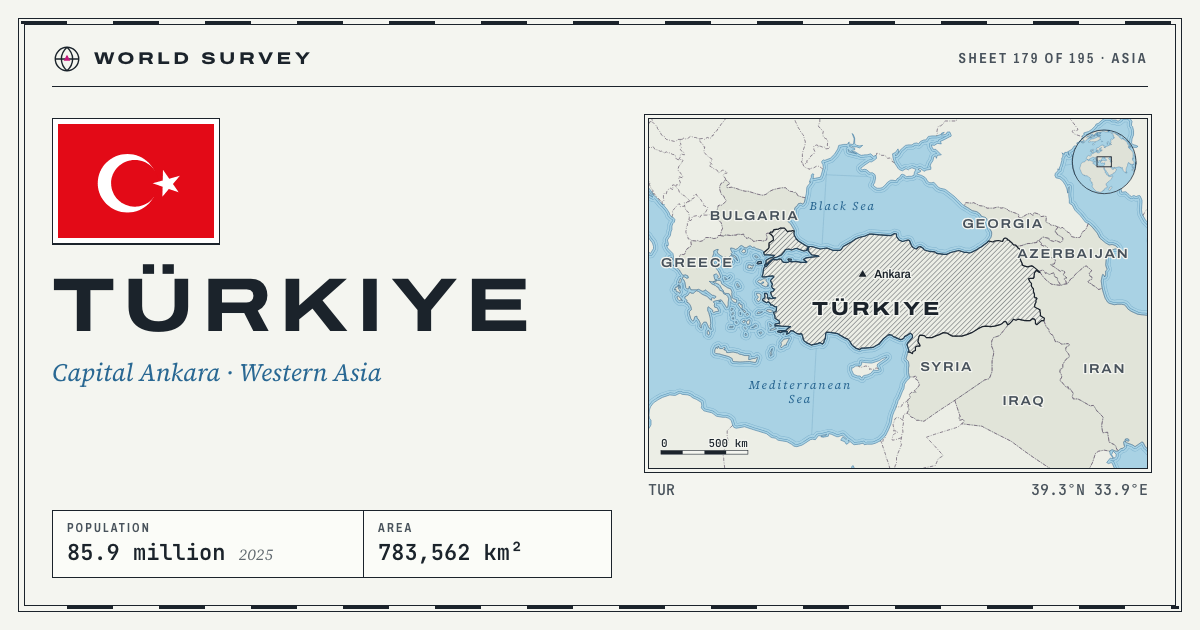 WORLD SURVEY
SHEET 179 OF 195 · ASIA
TÜRKIYE
Capital Ankara · Western Asia
POPULATION
85.9 million 2025
AREA
783,562 km²
BULGARIA
Black Sea
GEORGIA
GREECE
AZERBAIJAN
Ankara
TÜRKIYE
SYRIA
IRAN
Mediterranean
Sea
IRAQ
0 500 km
TUR
39.3°N 33.9°E